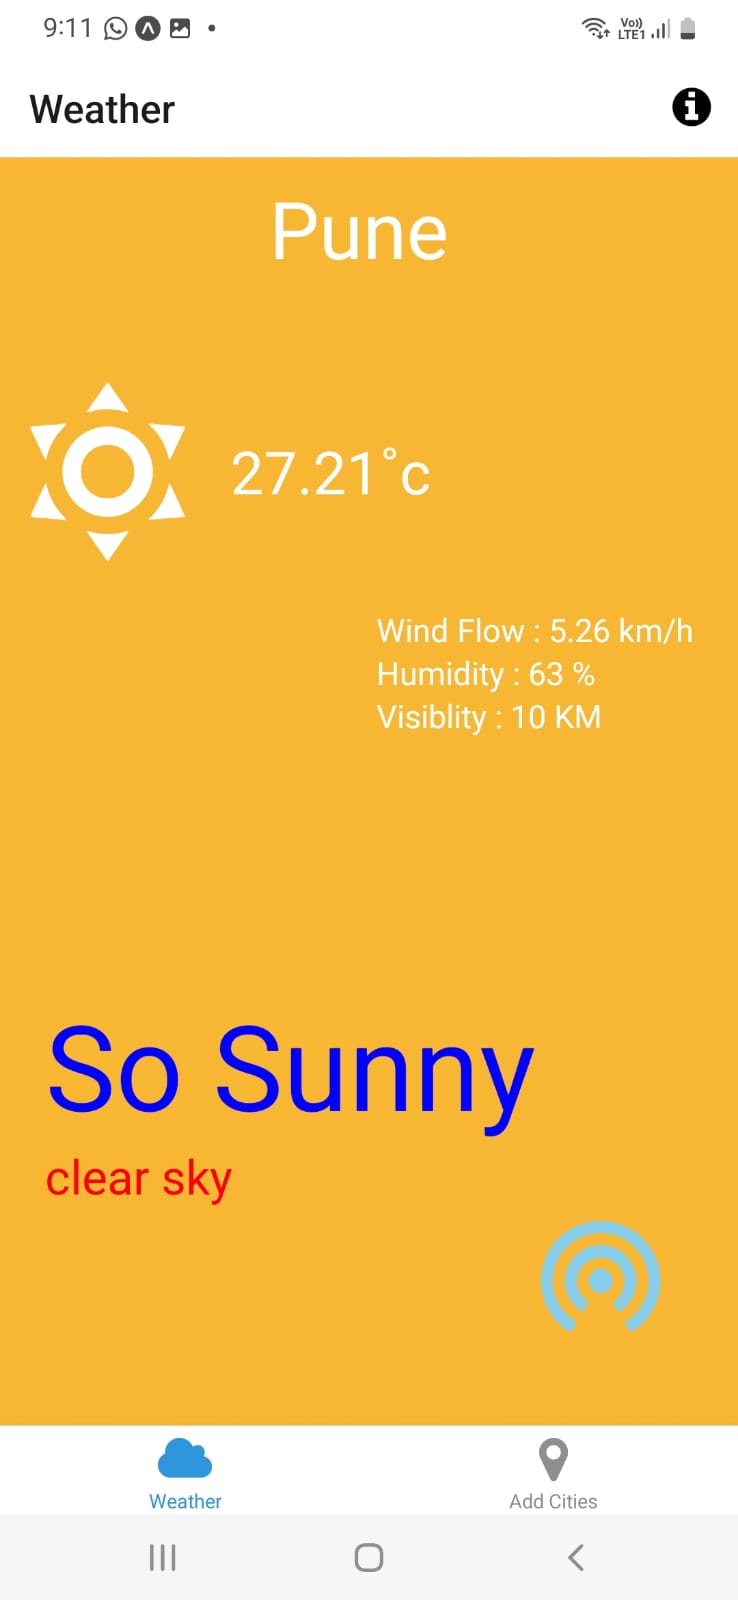 9:11
Vo))
LTE1
Weather
Pune
27.21°c
Wind Flow : 5.26 km/h
Humidity : 63 %
Visiblity : 10 KM
So Sunny
clear sky
Weather
Add Cities